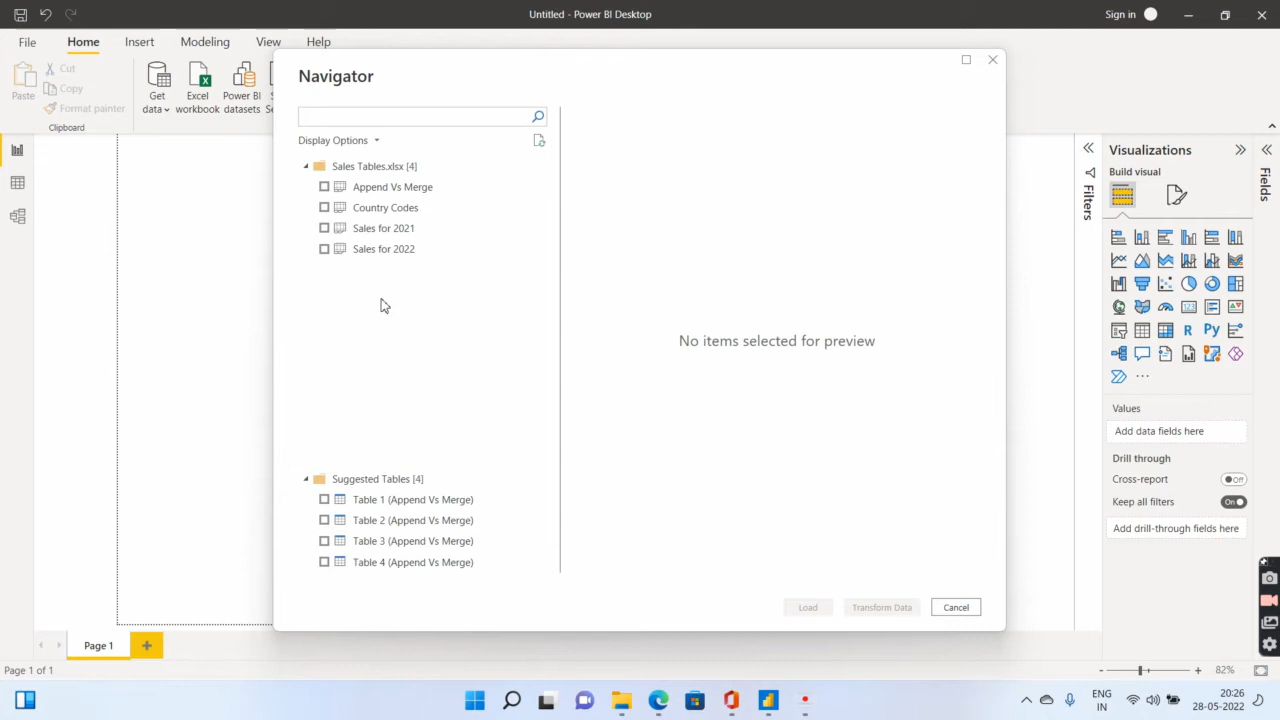 Untitled - Power BI Desktop
Sign in
File
Home
Insert
Modeling
View
Help
Paste
Cut
Copy
Format painter
Clipboard
Get
data
Excel
workbook
Power BI
datasets
Navigator
Display Options
Sales Tables.xlsx [4]
Append Vs Merge
Country Codes
Sales for 2021
Sales for 2022
No items selected for preview
Suggested Tables [4]
Table 1 (Append Vs Merge)
Table 2 (Append Vs Merge)
Table 3 (Append Vs Merge)
Table 4 (Append Vs Merge)
Load
Transform Data
Cancel
Filters
Visualizations
Build visual
R
Py
Values
Add data fields here
Drill through
Cross-report
Off
Keep all filters
On
Add drill-through fields here
Fields
Page 1
Page 1 of 1
82%
ENG
IN
20:26
28-05-2022